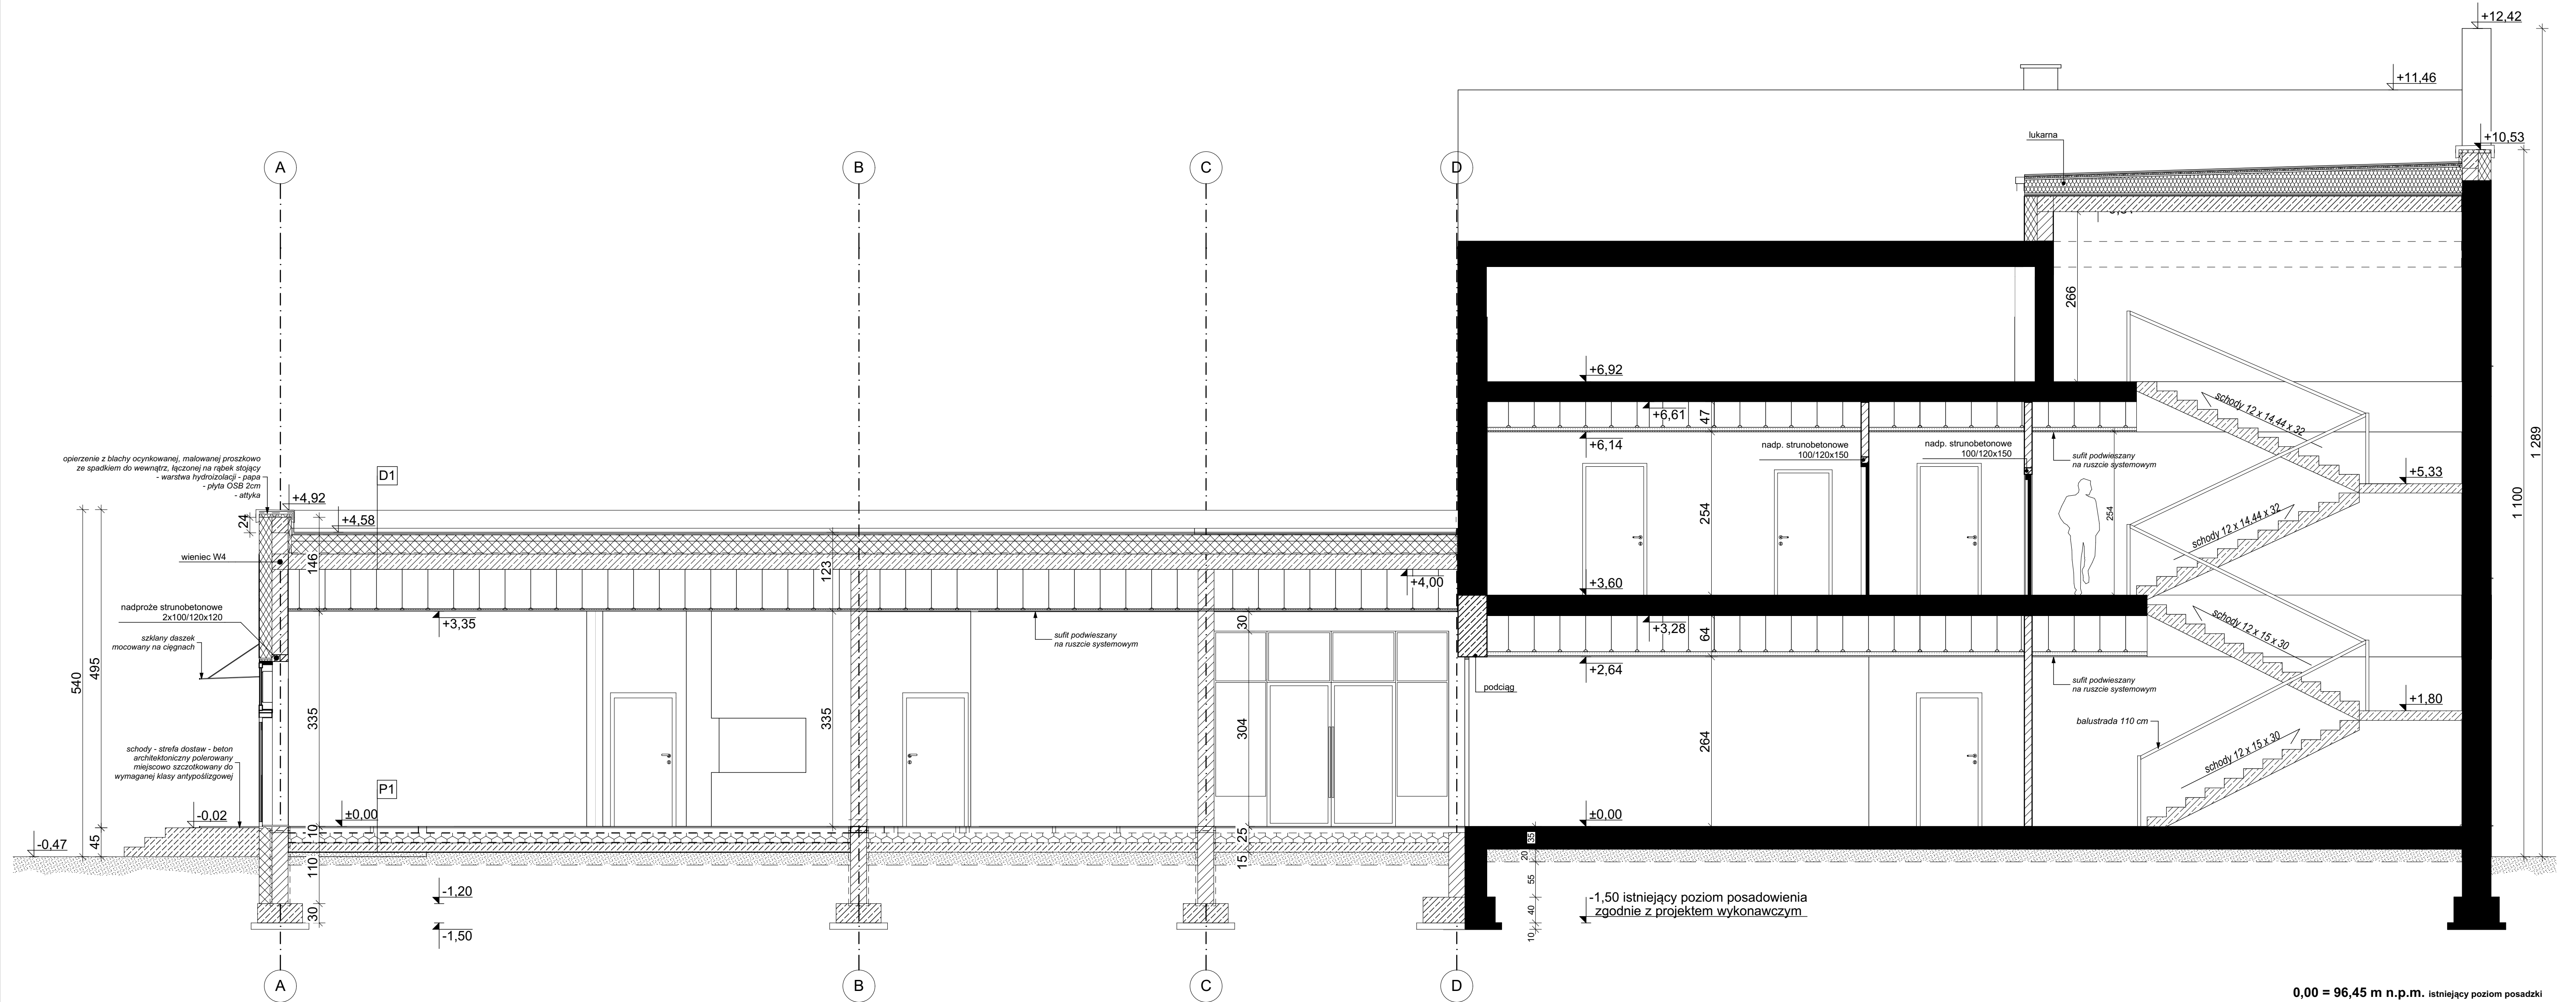 +12,42
+11,46
lukarna
+10,53
A
B
C
D
266
+6,92
+6,61
47
+6,14
nadp. strunobetonowe
100/120x150
nadp. strunobetonowe
100/120x150
sufit podwieszany
na ruszcie systemowym
schody 12 x 14,44 x 32
+5,33
1 289
1 100
opierzenie z blachy ocynkowanej, malowanej proszkowo
ze spadkiem do wewnątrz, łączonej na rąbek stojący
- warstwa hydroizolacji - papa
- płyta OSB 2cm
- attyka
D1
+4,92
24
+4,58
wieniec W4
146
123
+4,00
254
254
schody 12 x 14,44 x 32
+3,60
nadproże strunobetonowe
2x100/120x120
szklany daszek
mocowany na cięgnach
+3,35
sufit podwieszany
na ruszcie systemowym
30
+3,28
64
+2,64
podciąg
sufit podwieszany
na ruszcie systemowym
schody 12 x 15 x 30
+1,80
balustrada 110 cm
schody 12 x 15 x 30
540
495
335
335
304
264
schody - strefa dostaw - beton
architektoniczny polerowany
miejscowo szczotkowany do
wymaganej klasy antypoślizgowej
P1
-0,02
±0,00
±0,00
-0,47
45
10
110
30
25
15
35
20
55
40
10
-1,20
-1,50
-1,50 istniejący poziom posadowienia
zgodnie z projektem wykonawczym
A
B
C
D
0,00 = 96,45 m n.p.m. istniejący poziom posadzki